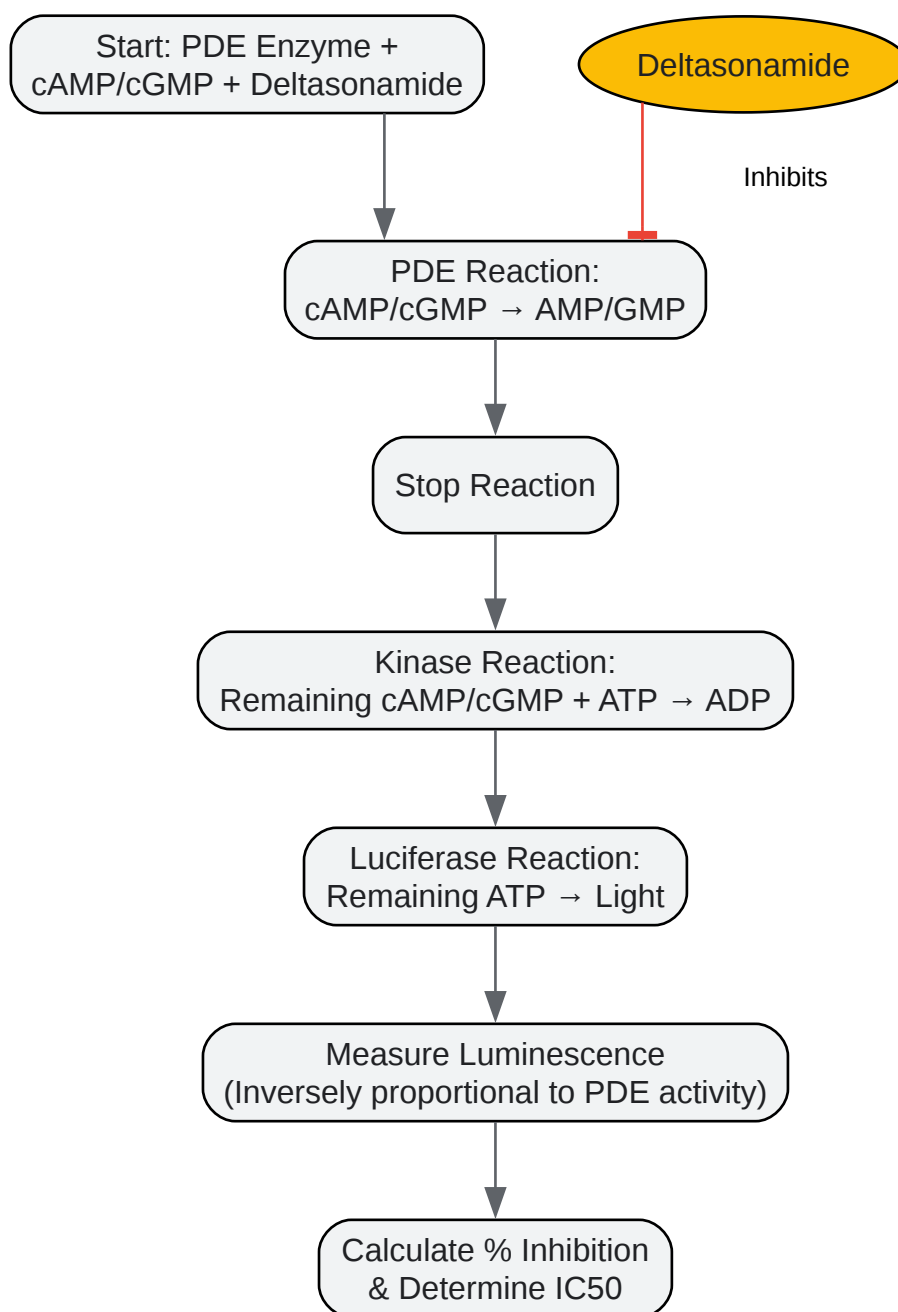 Start: PDE Enzyme +
cAMP/cGMP + Deltasonamide
Deltasonamide
Inhibits
PDE Reaction:
cAMP/cGMP → AMP/GMP
Stop Reaction
Kinase Reaction:
Remaining cAMP/cGMP + ATP → ADP
Luciferase Reaction:
Remaining ATP → Light
Measure Luminescence
(Inversely proportional to PDE activity)
Calculate % Inhibition
& Determine IC50